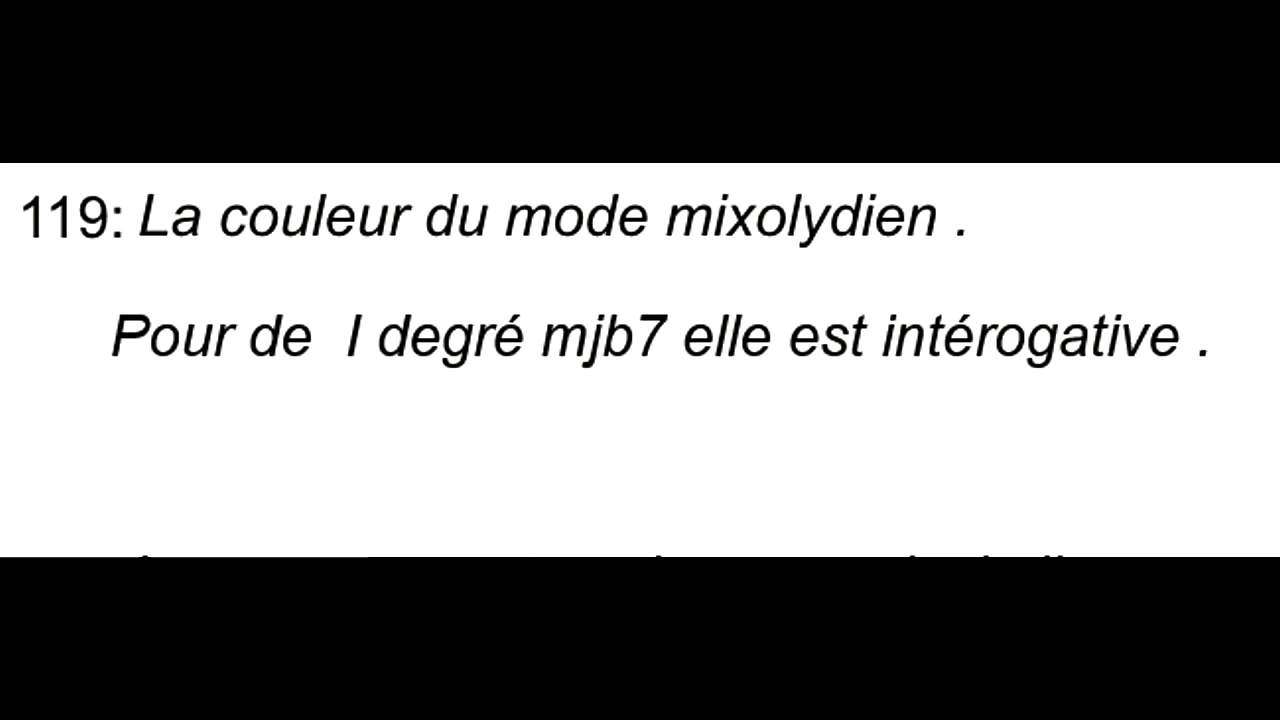 119: La couleur du mode mixolydien .
Pour de I degré mjb7 elle est intérogative .